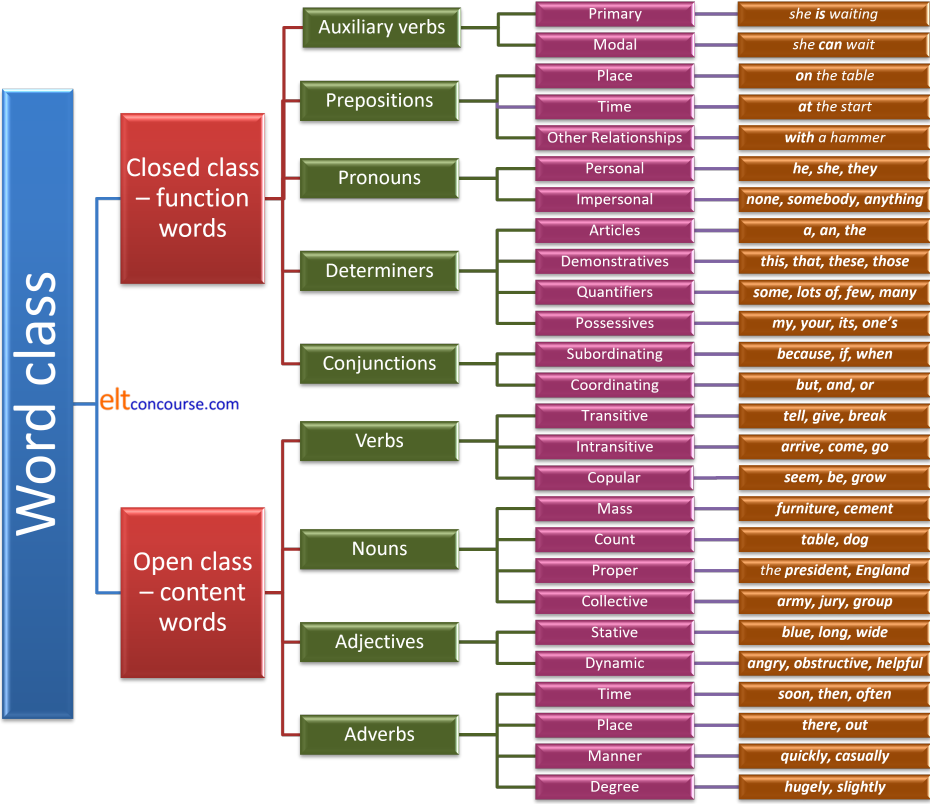 Word class
eltconcourse.com
Closed class
– function
words
Auxiliary verbs
Primary
she is waiting
Modal
she can wait
Prepositions
Place
on the table
Time
at the start
Other Relationships
with a hammer
Pronouns
Personal
he, she, they
Impersonal
none, somebody, anything
Determiners
Articles
a, an, the
Demonstratives
this, that, these, those
Quantifiers
some, lots of, few, many
Possessives
my, your, its, one's
Conjunctions
Subordinating
because, if, when
Coordinating
but, and, or
Open class
– content
words
Verbs
Transitive
tell, give, break
Intransitive
arrive, come, go
Copular
seem, be, grow
Nouns
Mass
furniture, cement
Count
table, dog
Proper
the president, England
Collective
army, jury, group
Adjectives
Stative
blue, long, wide
Dynamic
angry, obstructive, helpful
Adverbs
Time
soon, then, often
Place
there, out
Manner
quickly, casually
Degree
hugely, slightly